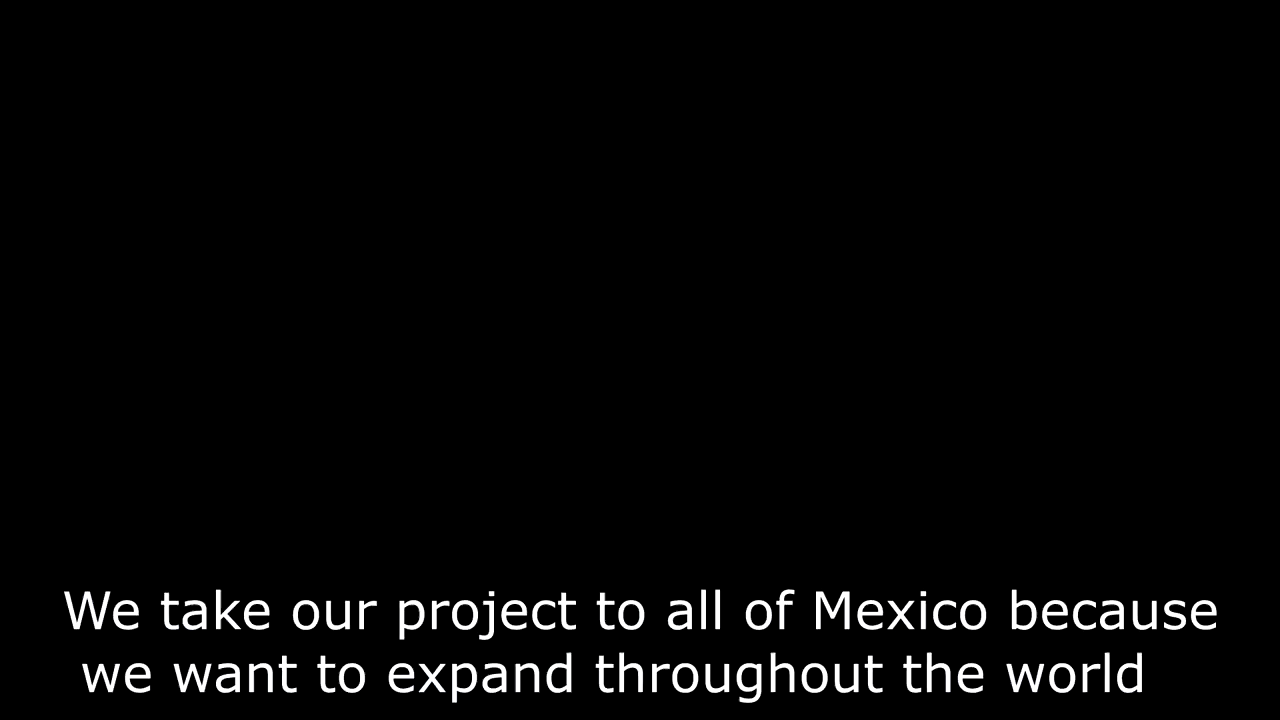 We take our project to all of Mexico because
we want to expand throughout the world